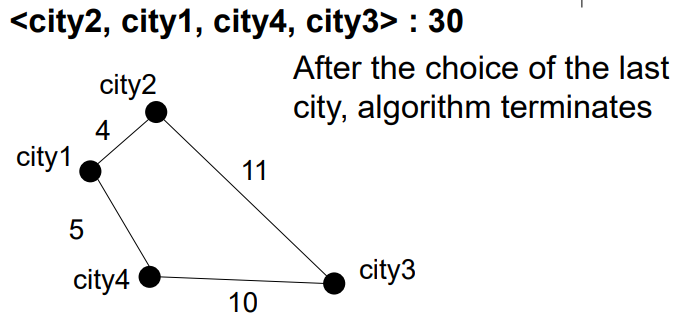 <city2, city1, city4, city3> : 30
After the choice of the last
city, algorithm terminates
city2
4
city1
11
5
city4
city3
10